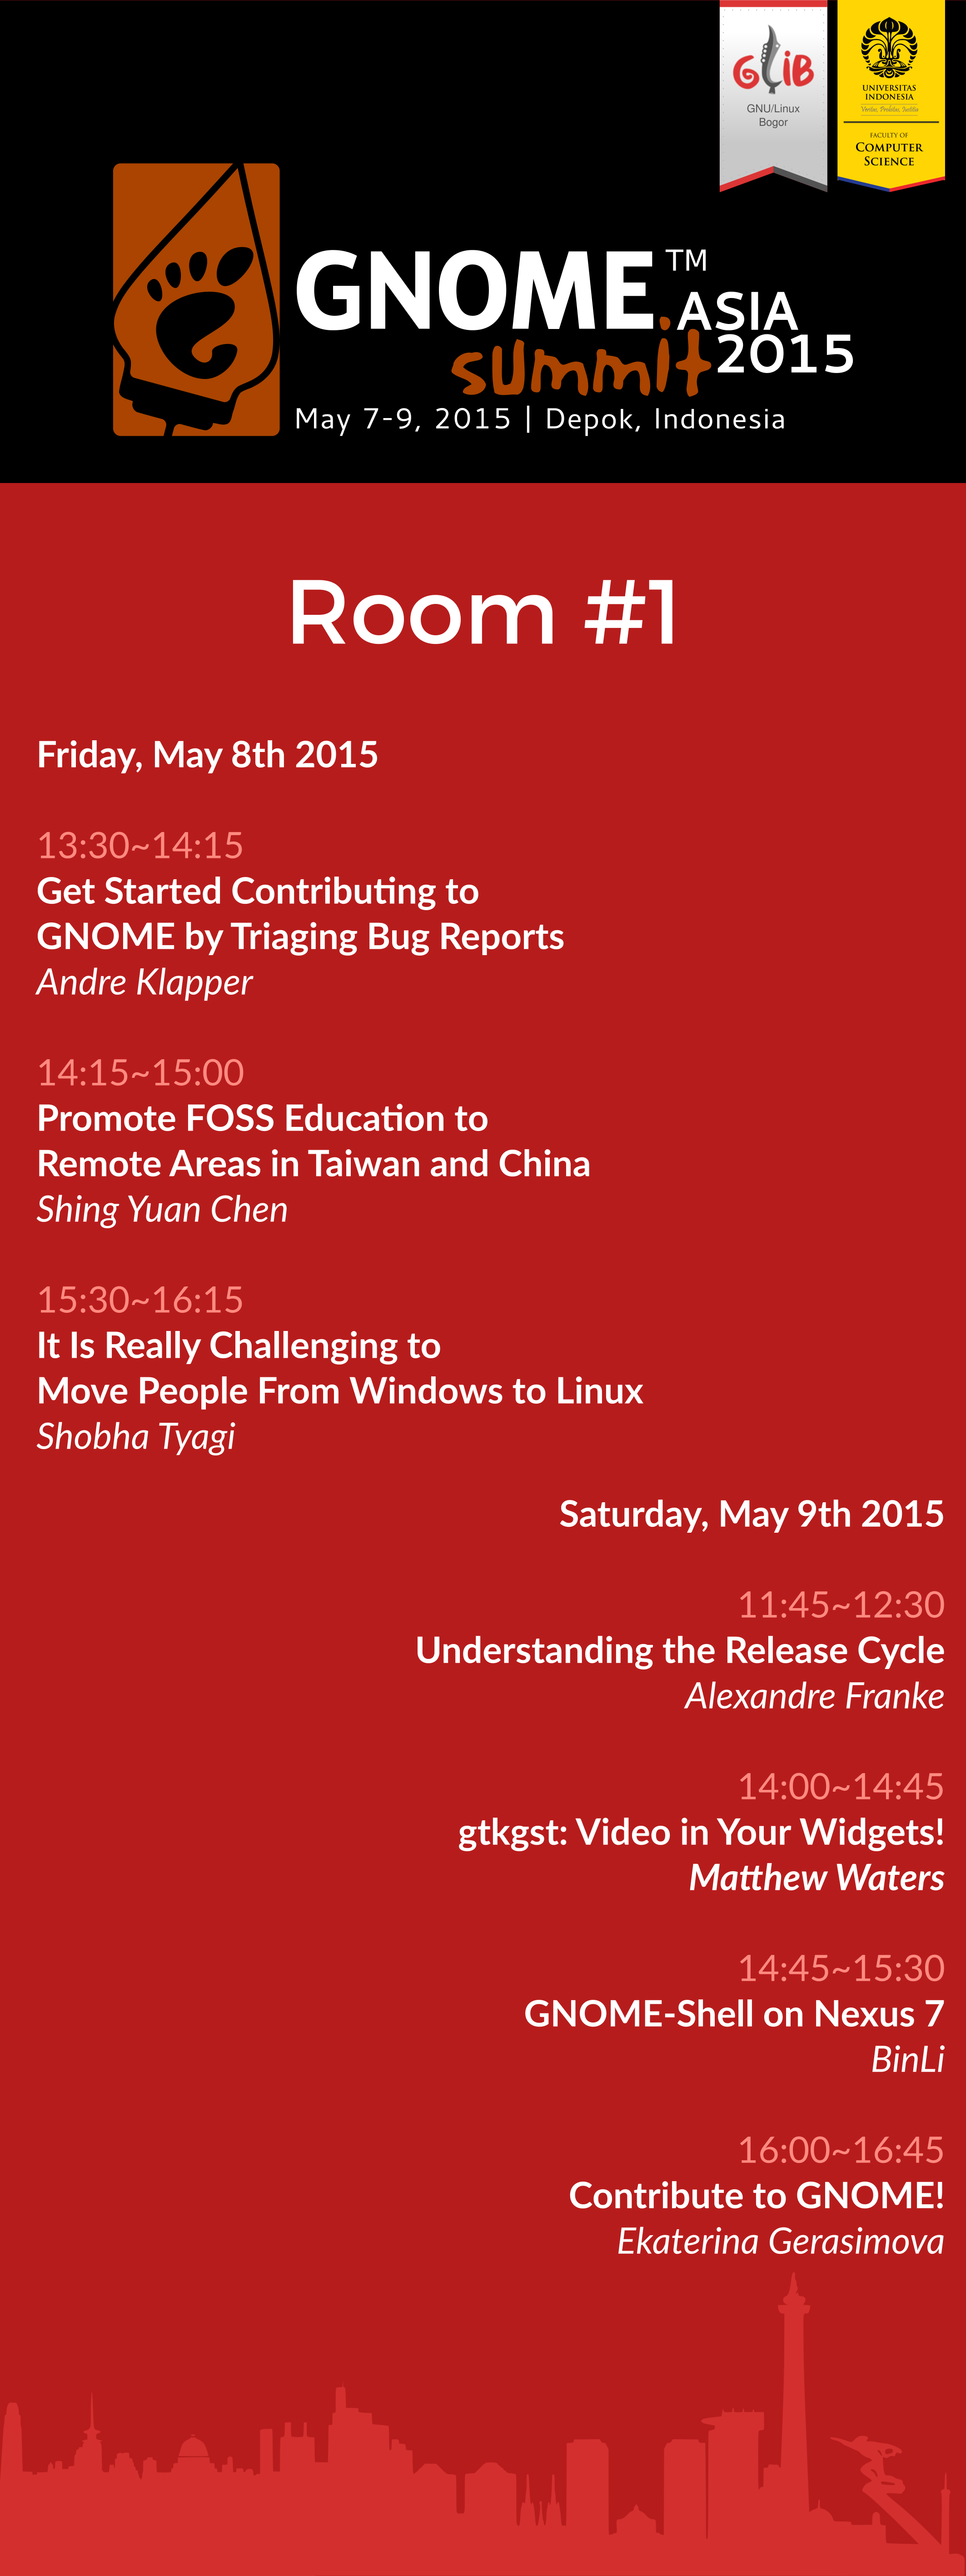 GLiB
GNU/Linux
Bogor
UNIVERSITAS
INDONESIA
Veritas, Probitas, Iustitia
FACULTY OF
COMPUTER
SCIENCE
GNOME™
.ASIA
summit 2015
May 7-9, 2015 | Depok, Indonesia
Room #1
Friday, May 8th 2015
13:30~14:15
Get Started Contributing to
GNOME by Triaging Bug Reports
Andre Klapper
14:15~15:00
Promote FOSS Education to
Remote Areas in Taiwan and China
Shing Yuan Chen
15:30~16:15
It Is Really Challenging to
Move People From Windows to Linux
Shobha Tyagi
Saturday, May 9th 2015
11:45~12:30
Understanding the Release Cycle
Alexandre Franke
14:00~14:45
gtkgst: Video in Your Widgets!
Matthew Waters
14:45~15:30
GNOME-Shell on Nexus 7
BinLi
16:00~16:45
Contribute to GNOME!
Ekaterina Gerasimova